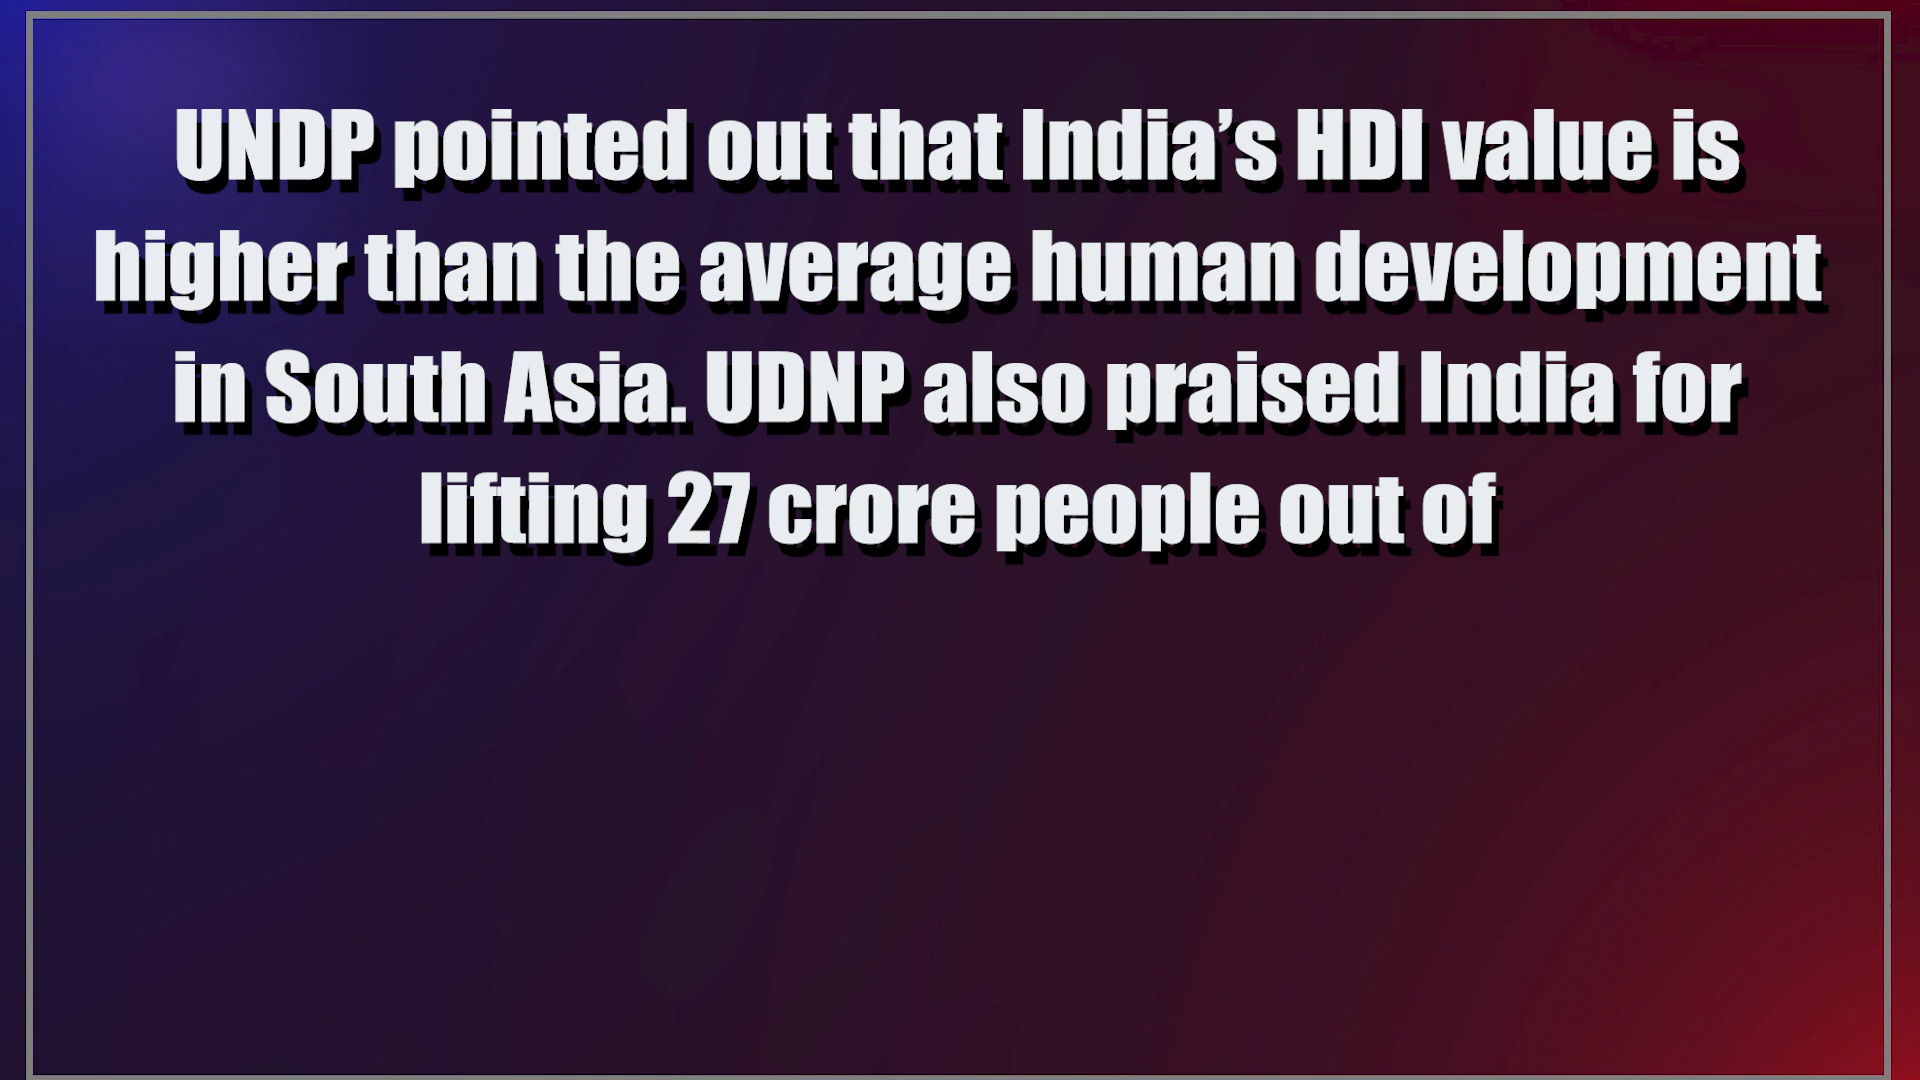 UNDP pointed out that India’s HDI value is
higher than the average human development
in South Asia. UDNP also praised India for
lifting 27 crore people out of